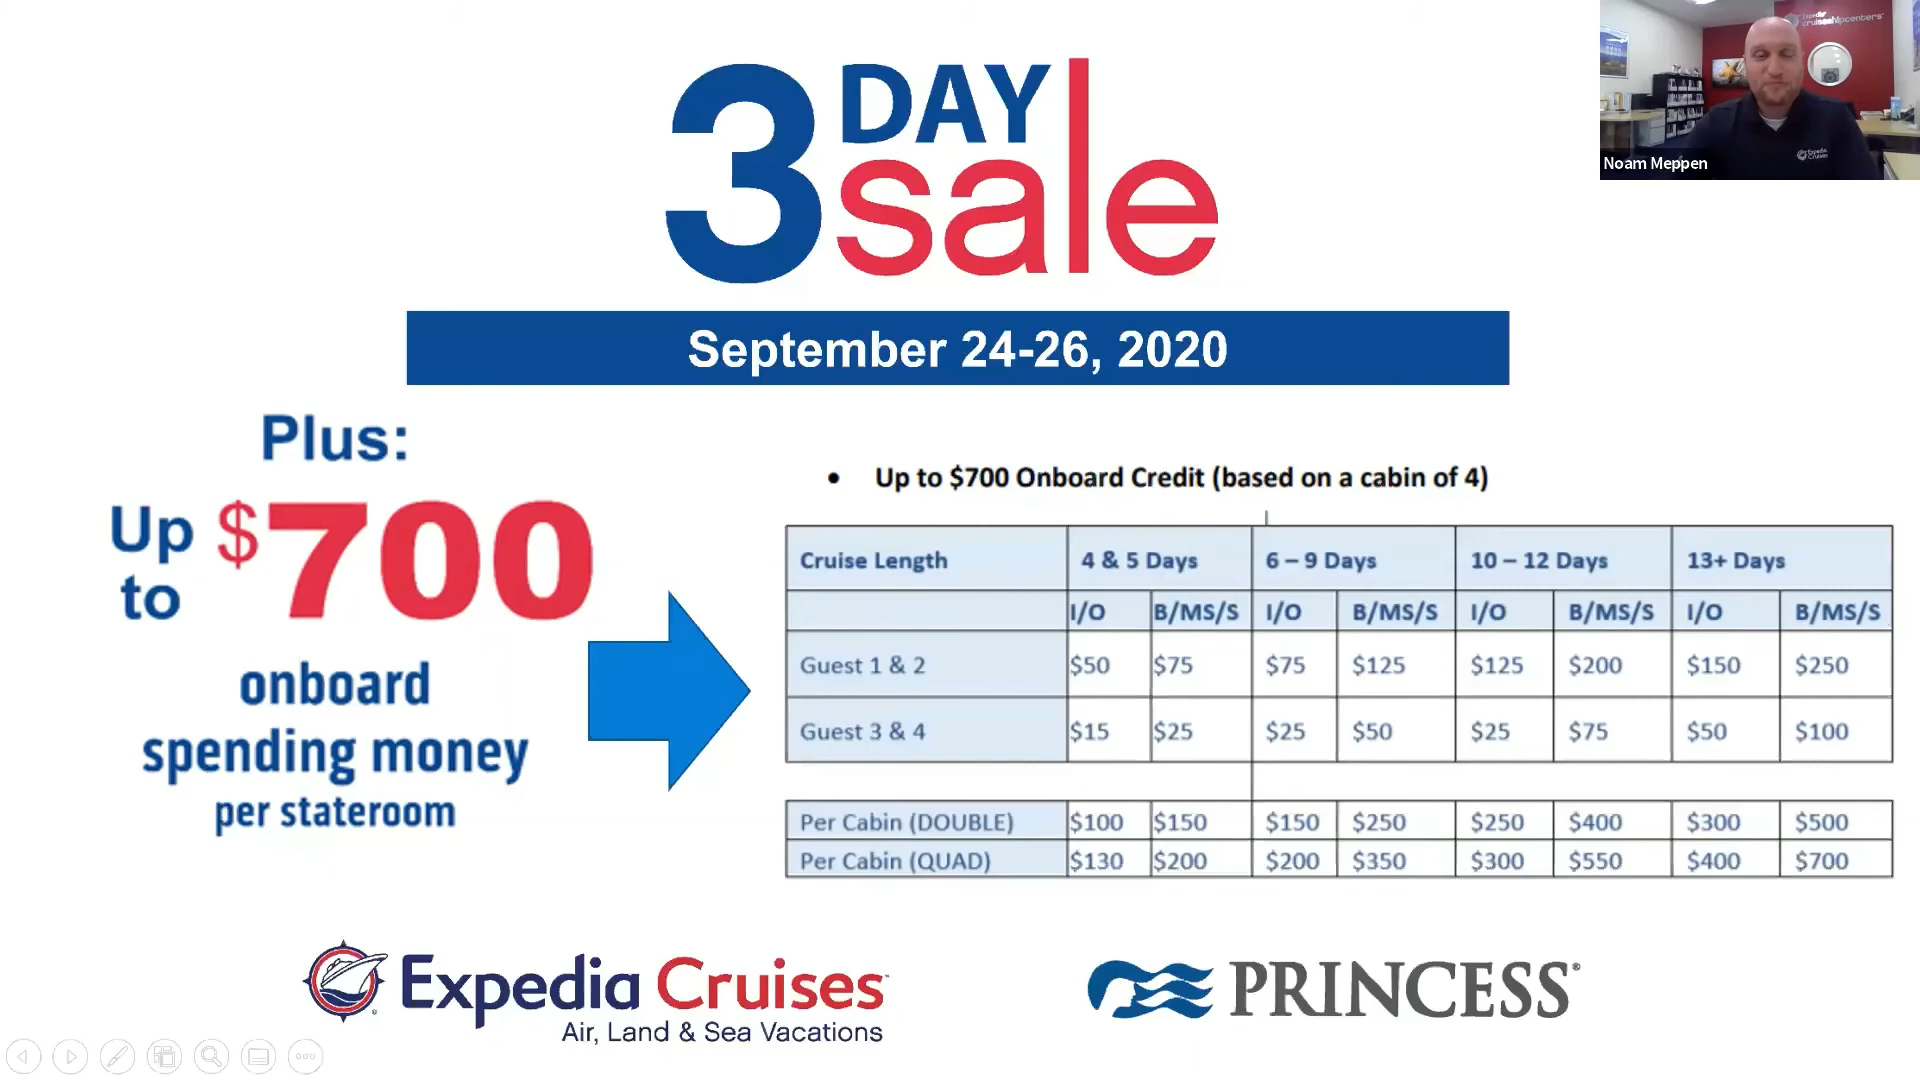 3 DAY
sale
September 24-26, 2020
Plus:
Up to $700
onboard
spending money
per stateroom
• Up to $700 Onboard Credit (based on a cabin of 4)
Cruise Length 4 & 5 Days 6 – 9 Days 10 – 12 Days 13+ Days
I/O B/MS/S I/O B/MS/S I/O B/MS/S I/O B/MS/S
Guest 1 & 2 $50 $75 $75 $125 $125 $200 $150 $250
Guest 3 & 4 $15 $25 $25 $50 $25 $75 $50 $100
Per Cabin (DOUBLE) $100 $150 $150 $250 $250 $400 $300 $500
Per Cabin (QUAD) $130 $200 $200 $350 $300 $550 $400 $700
Expedia Cruises
Air, Land & Sea Vacations
PRINCESS
Expedia
cruiseshipcenters
Expedia
Cruises
Noam Meppen